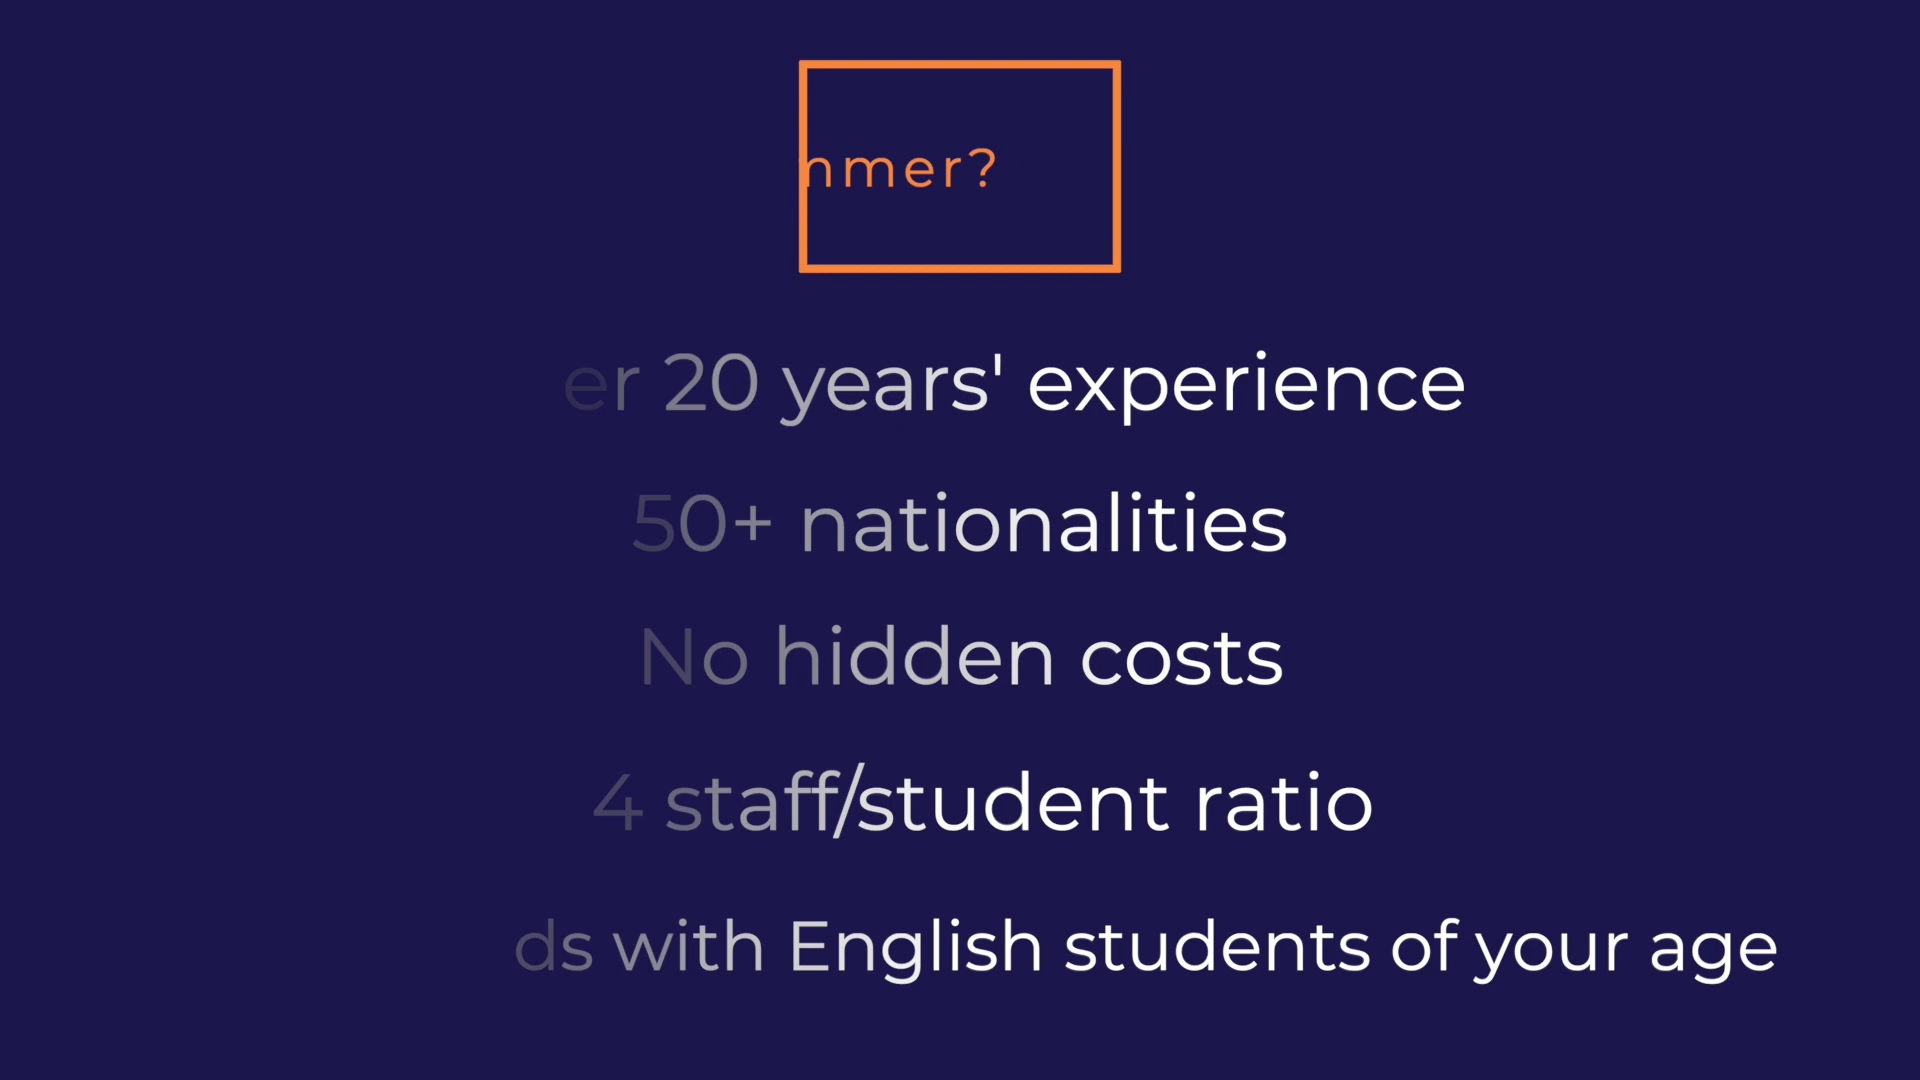 mmer?
er 20 years' experience
50+ nationalities
No hidden costs
4 staff/student ratio
ds with English students of your age